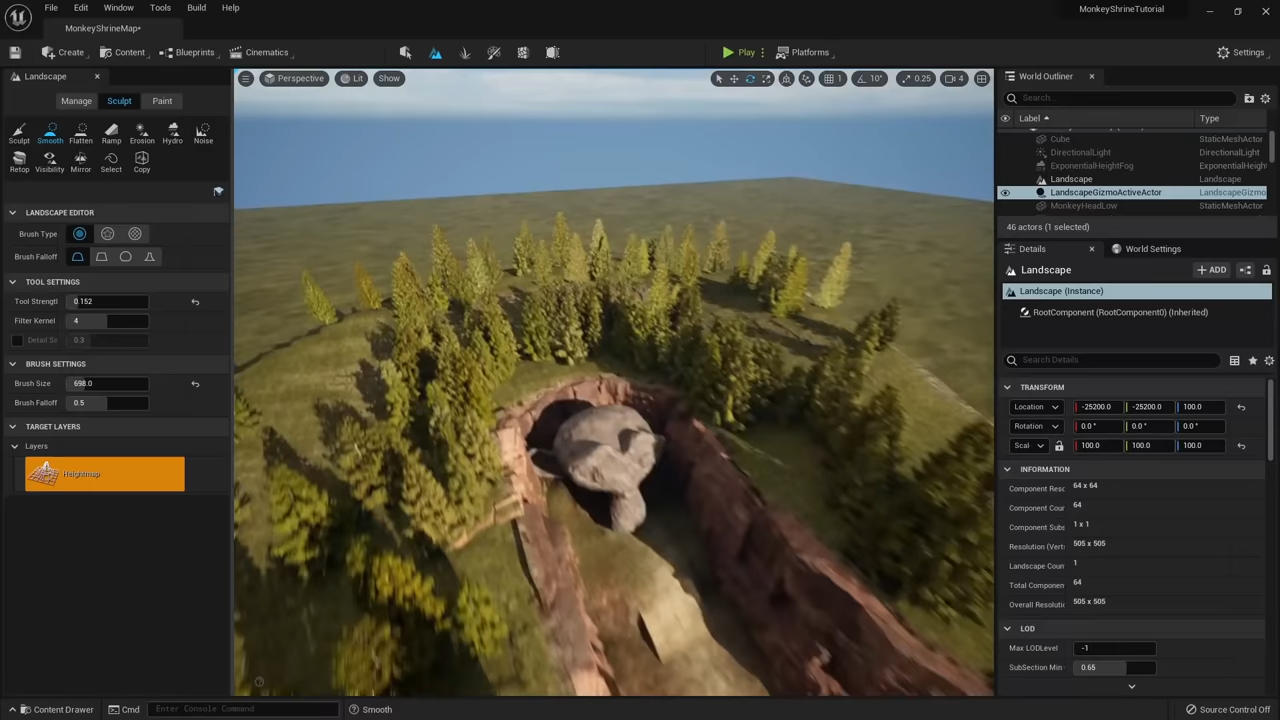 File Edit Window Tools Build Help
MonkeyShrineTutorial
MonkeyShrineMap*
Create Content Blueprints Cinematics Play Platforms Settings
Landscape
Manage Sculpt Paint
Sculpt Smooth Flatten Ramp Erosion Hydro Noise
Retop Visibility Mirror Select Copy
LANDSCAPE EDITOR
Brush Type
Brush Falloff
TOOL SETTINGS
Tool Strengtl 0.152
Filter Kernel 4
Detail Sc 0.3
BRUSH SETTINGS
Brush Size 698.0
Brush Falloff 0.5
TARGET LAYERS
Layers
Heightmap
Perspective Lit Show
1 10° 0.25 4
World Outliner
Search...
Label Type
Cube StaticMeshActor
DirectionalLight DirectionalLight
ExponentialHeightFog ExponentialHeight
Landscape Landscape
LandscapeGizmoActiveActor LandscapeGizmo
MonkeyHeadLow StaticMeshActor
46 actors (1 selected)
Details World Settings
Landscape + ADD
Landscape (Instance)
RootComponent (RootComponent0) (Inherited)
Search Details
TRANSFORM
Location -25200.0 -25200.0 100.0
Rotation 0.0 ° 0.0 ° 0.0 °
Scal 100.0 100.0 100.0
INFORMATION
Component Resc 64 x 64
Component Cour 64
Component Subs 1 x 1
Resolution (Vert 505 x 505
Landscape Coun 1
Total Componen 64
Overall Resolutic 505 x 505
LOD
Max LODLevel -1
SubSection Min 0.65
Content Drawer Cmd Enter Console Command Smooth Source Control Off